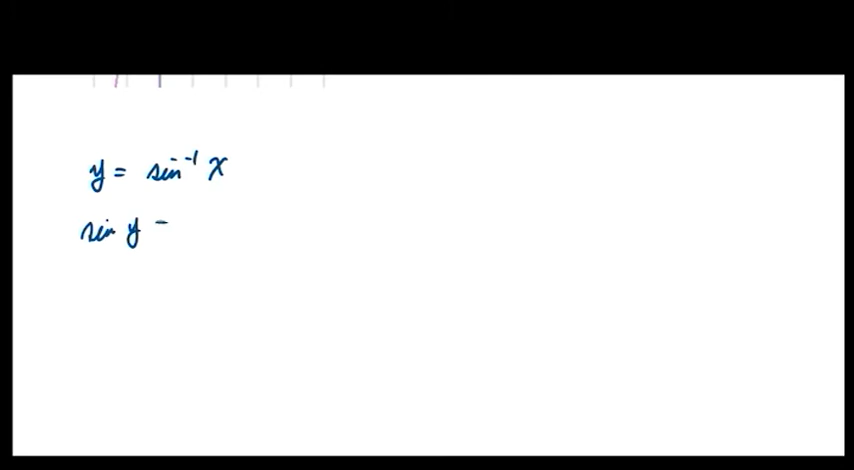 y = sin⁻¹ x
sin y =